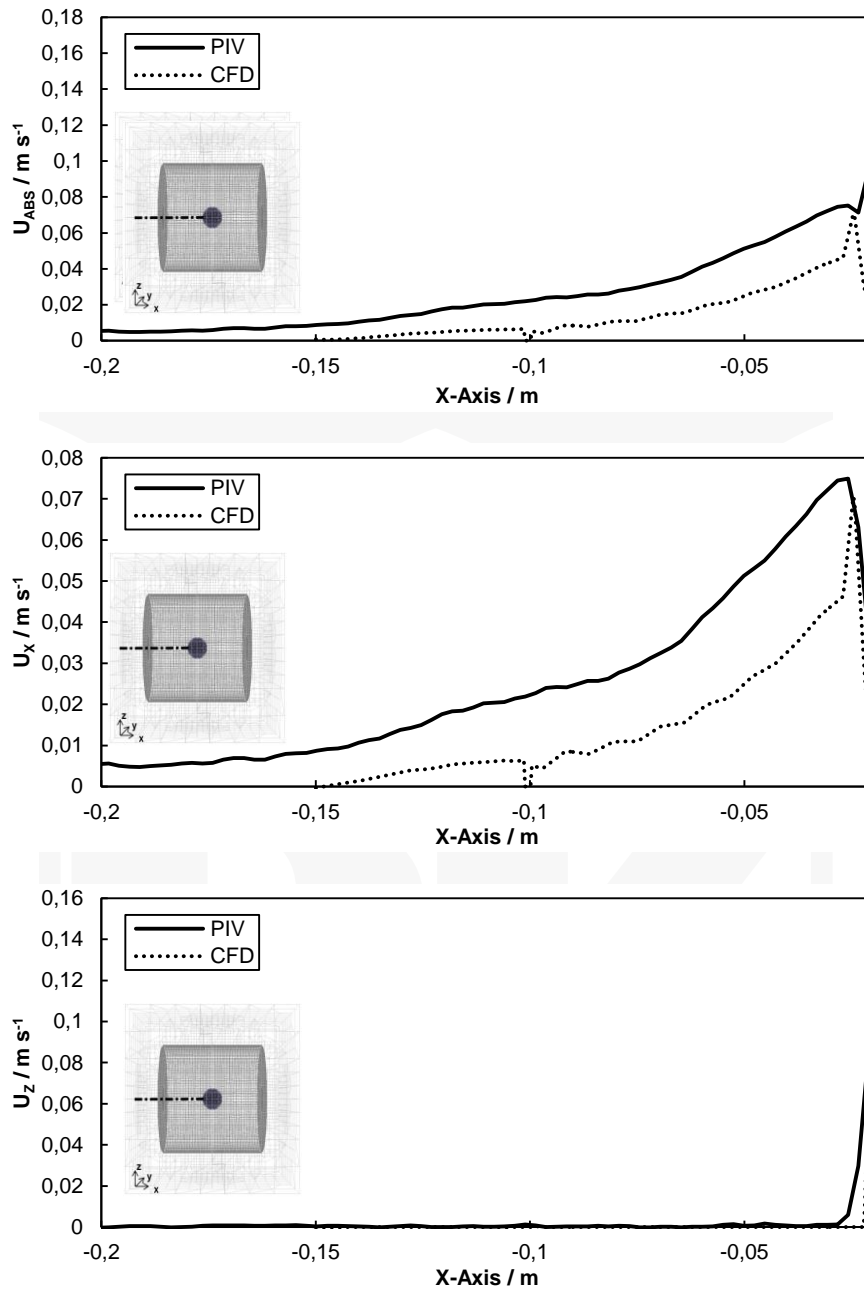 0,18
0,16
0,14
0,12
0,1
0,08
0,06
0,04
0,02
0
U_ABS / m s⁻¹
PIV
CFD
z
y
x
-0,2 -0,15 -0,1 -0,05
X-Axis / m
0,08
0,07
0,06
0,05
0,04
0,03
0,02
0,01
0
U_X / m s⁻¹
PIV
CFD
z
y
x
-0,2 -0,15 -0,1 -0,05
X-Axis / m
0,16
0,14
0,12
0,1
0,08
0,06
0,04
0,02
0
U_Z / m s⁻¹
PIV
CFD
z
y
x
-0,2 -0,15 -0,1 -0,05
X-Axis / m